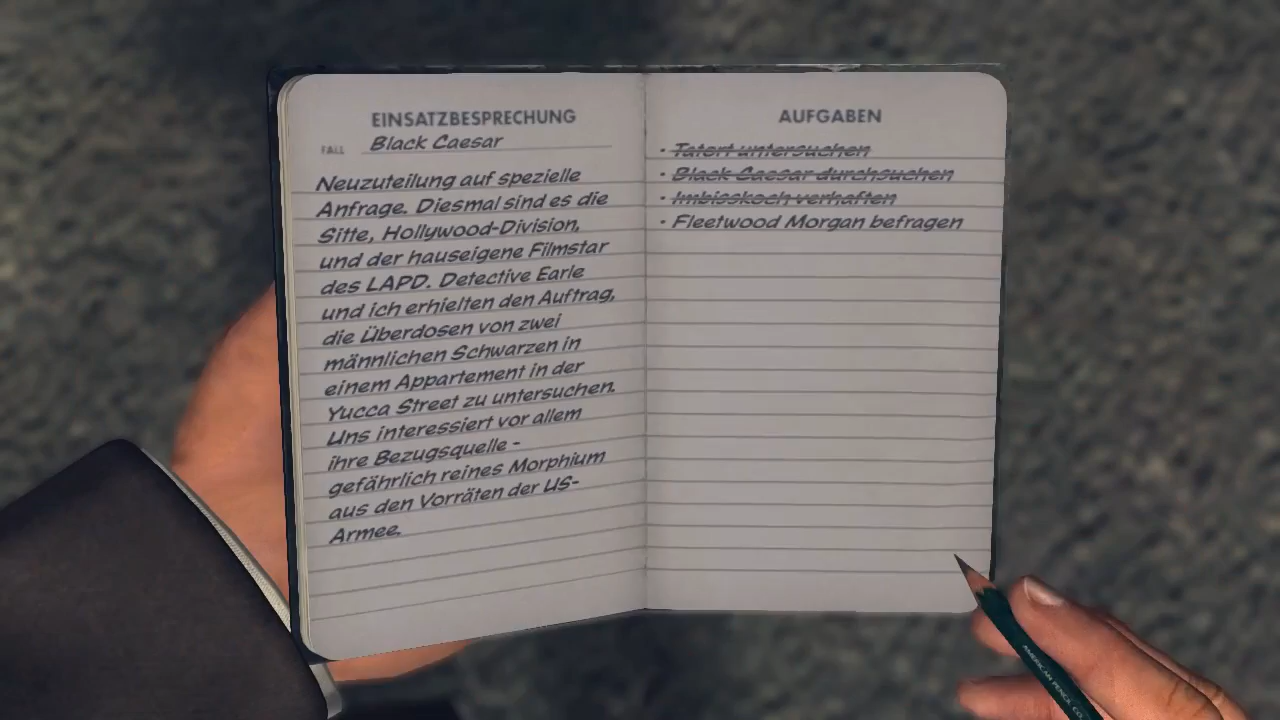 EINSATZBESPRECHUNG
FALL Black Caesar
Neuzuteilung auf spezielle
Anfrage. Diesmal sind es die
Sitte, Hollywood-Division,
und der hauseigene Filmstar
des LAPD. Detective Earle
und ich erhielten den Auftrag,
die Überdosen von zwei
männlichen Schwarzen in
einem Appartement in der
Yucca Street zu untersuchen.
Uns interessiert vor allem
ihre Bezugsquelle -
gefährlich reines Morphium
aus den Vorräten der US-
Armee.
AUFGABEN
- Tatort untersuchen
- Black Caesar durchsuchen
- Imbisskoch verhaften
- Fleetwood Morgan befragen
AMERICAN PENCIL CO.